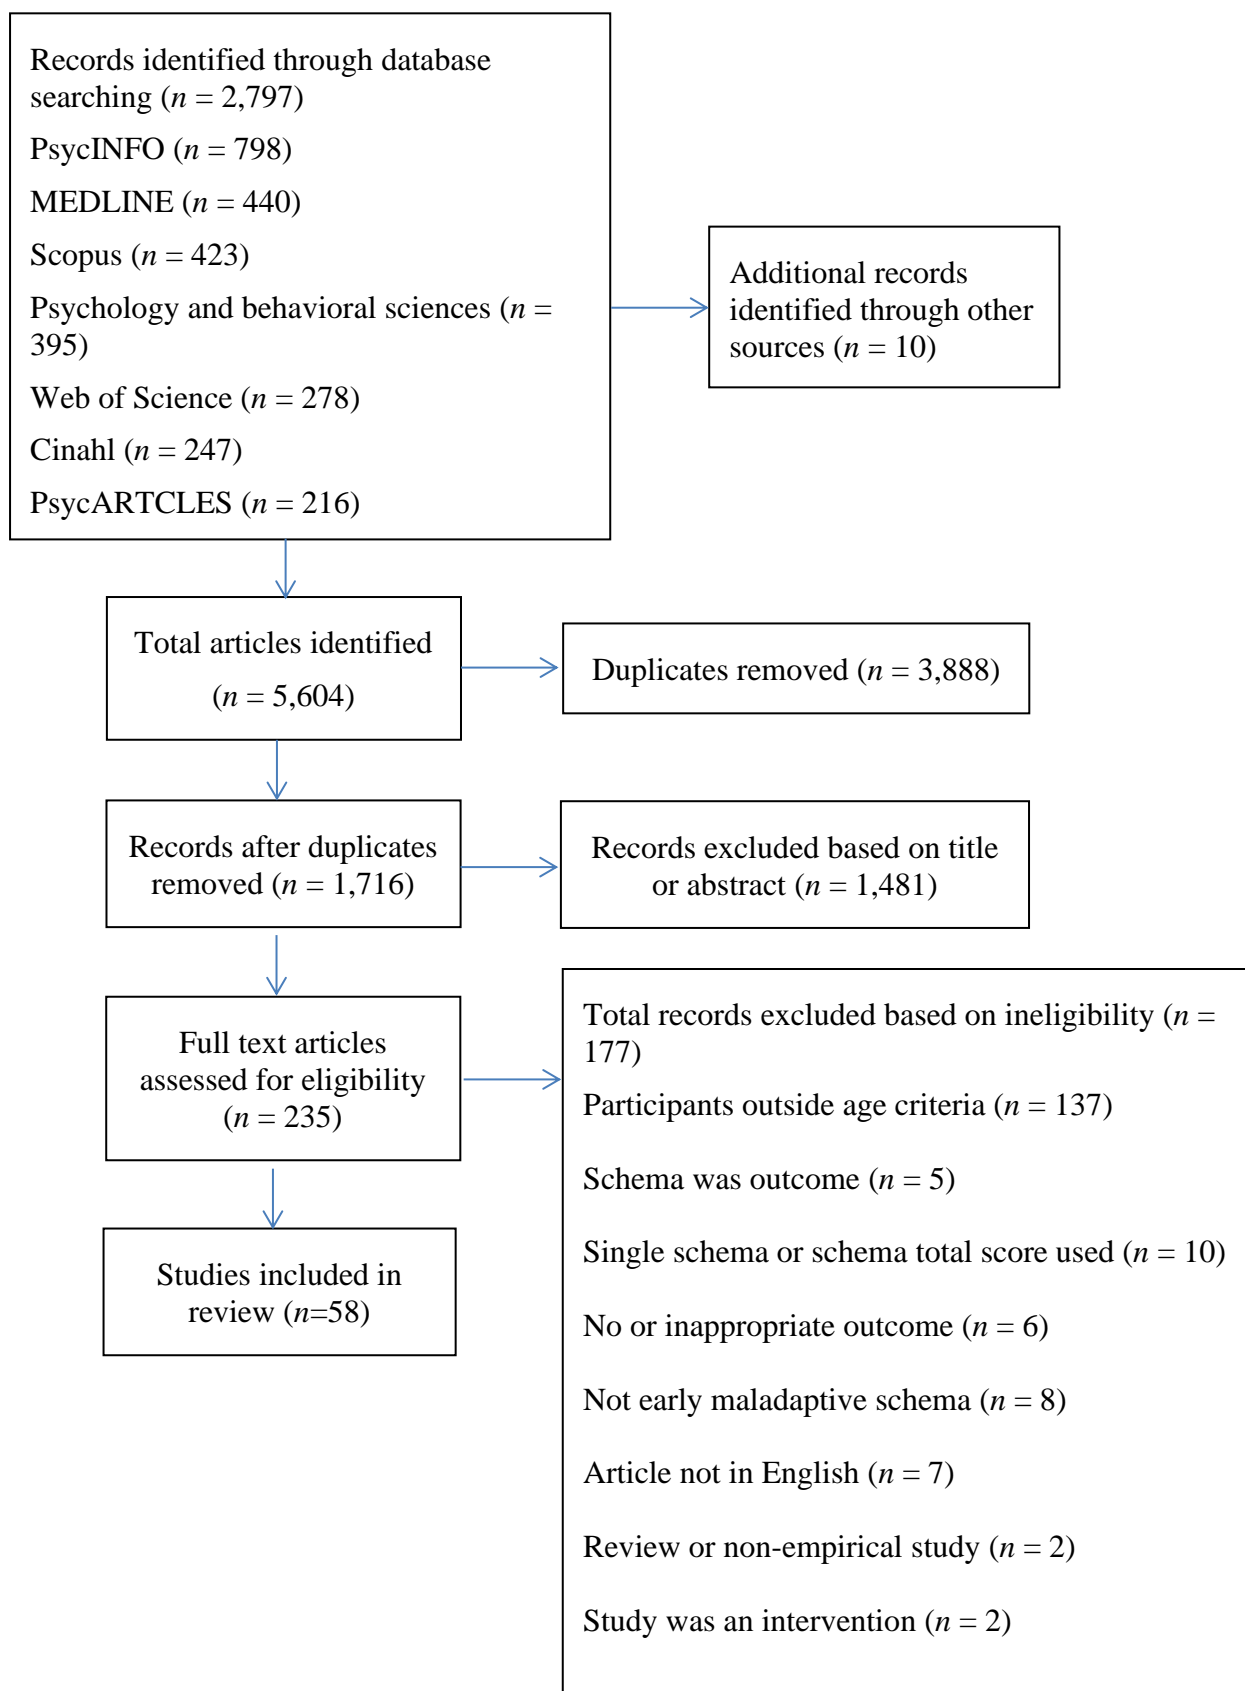 Records identified through database
searching (n = 2,797)
PsycINFO (n = 798)
MEDLINE (n = 440)
Scopus (n = 423)
Psychology and behavioral sciences (n =
395)
Web of Science (n = 278)
Cinahl (n = 247)
PsycARTCLES (n = 216)
Additional records
identified through other
sources (n = 10)
Total articles identified
(n = 5,604)
Duplicates removed (n = 3,888)
Records after duplicates
removed (n = 1,716)
Records excluded based on title
or abstract (n = 1,481)
Full text articles
assessed for eligibility
(n = 235)
Total records excluded based on ineligibility (n =
177)
Participants outside age criteria (n = 137)
Schema was outcome (n = 5)
Single schema or schema total score used (n = 10)
No or inappropriate outcome (n = 6)
Not early maladaptive schema (n = 8)
Article not in English (n = 7)
Review or non-empirical study (n = 2)
Study was an intervention (n = 2)
Studies included in
review (n=58)